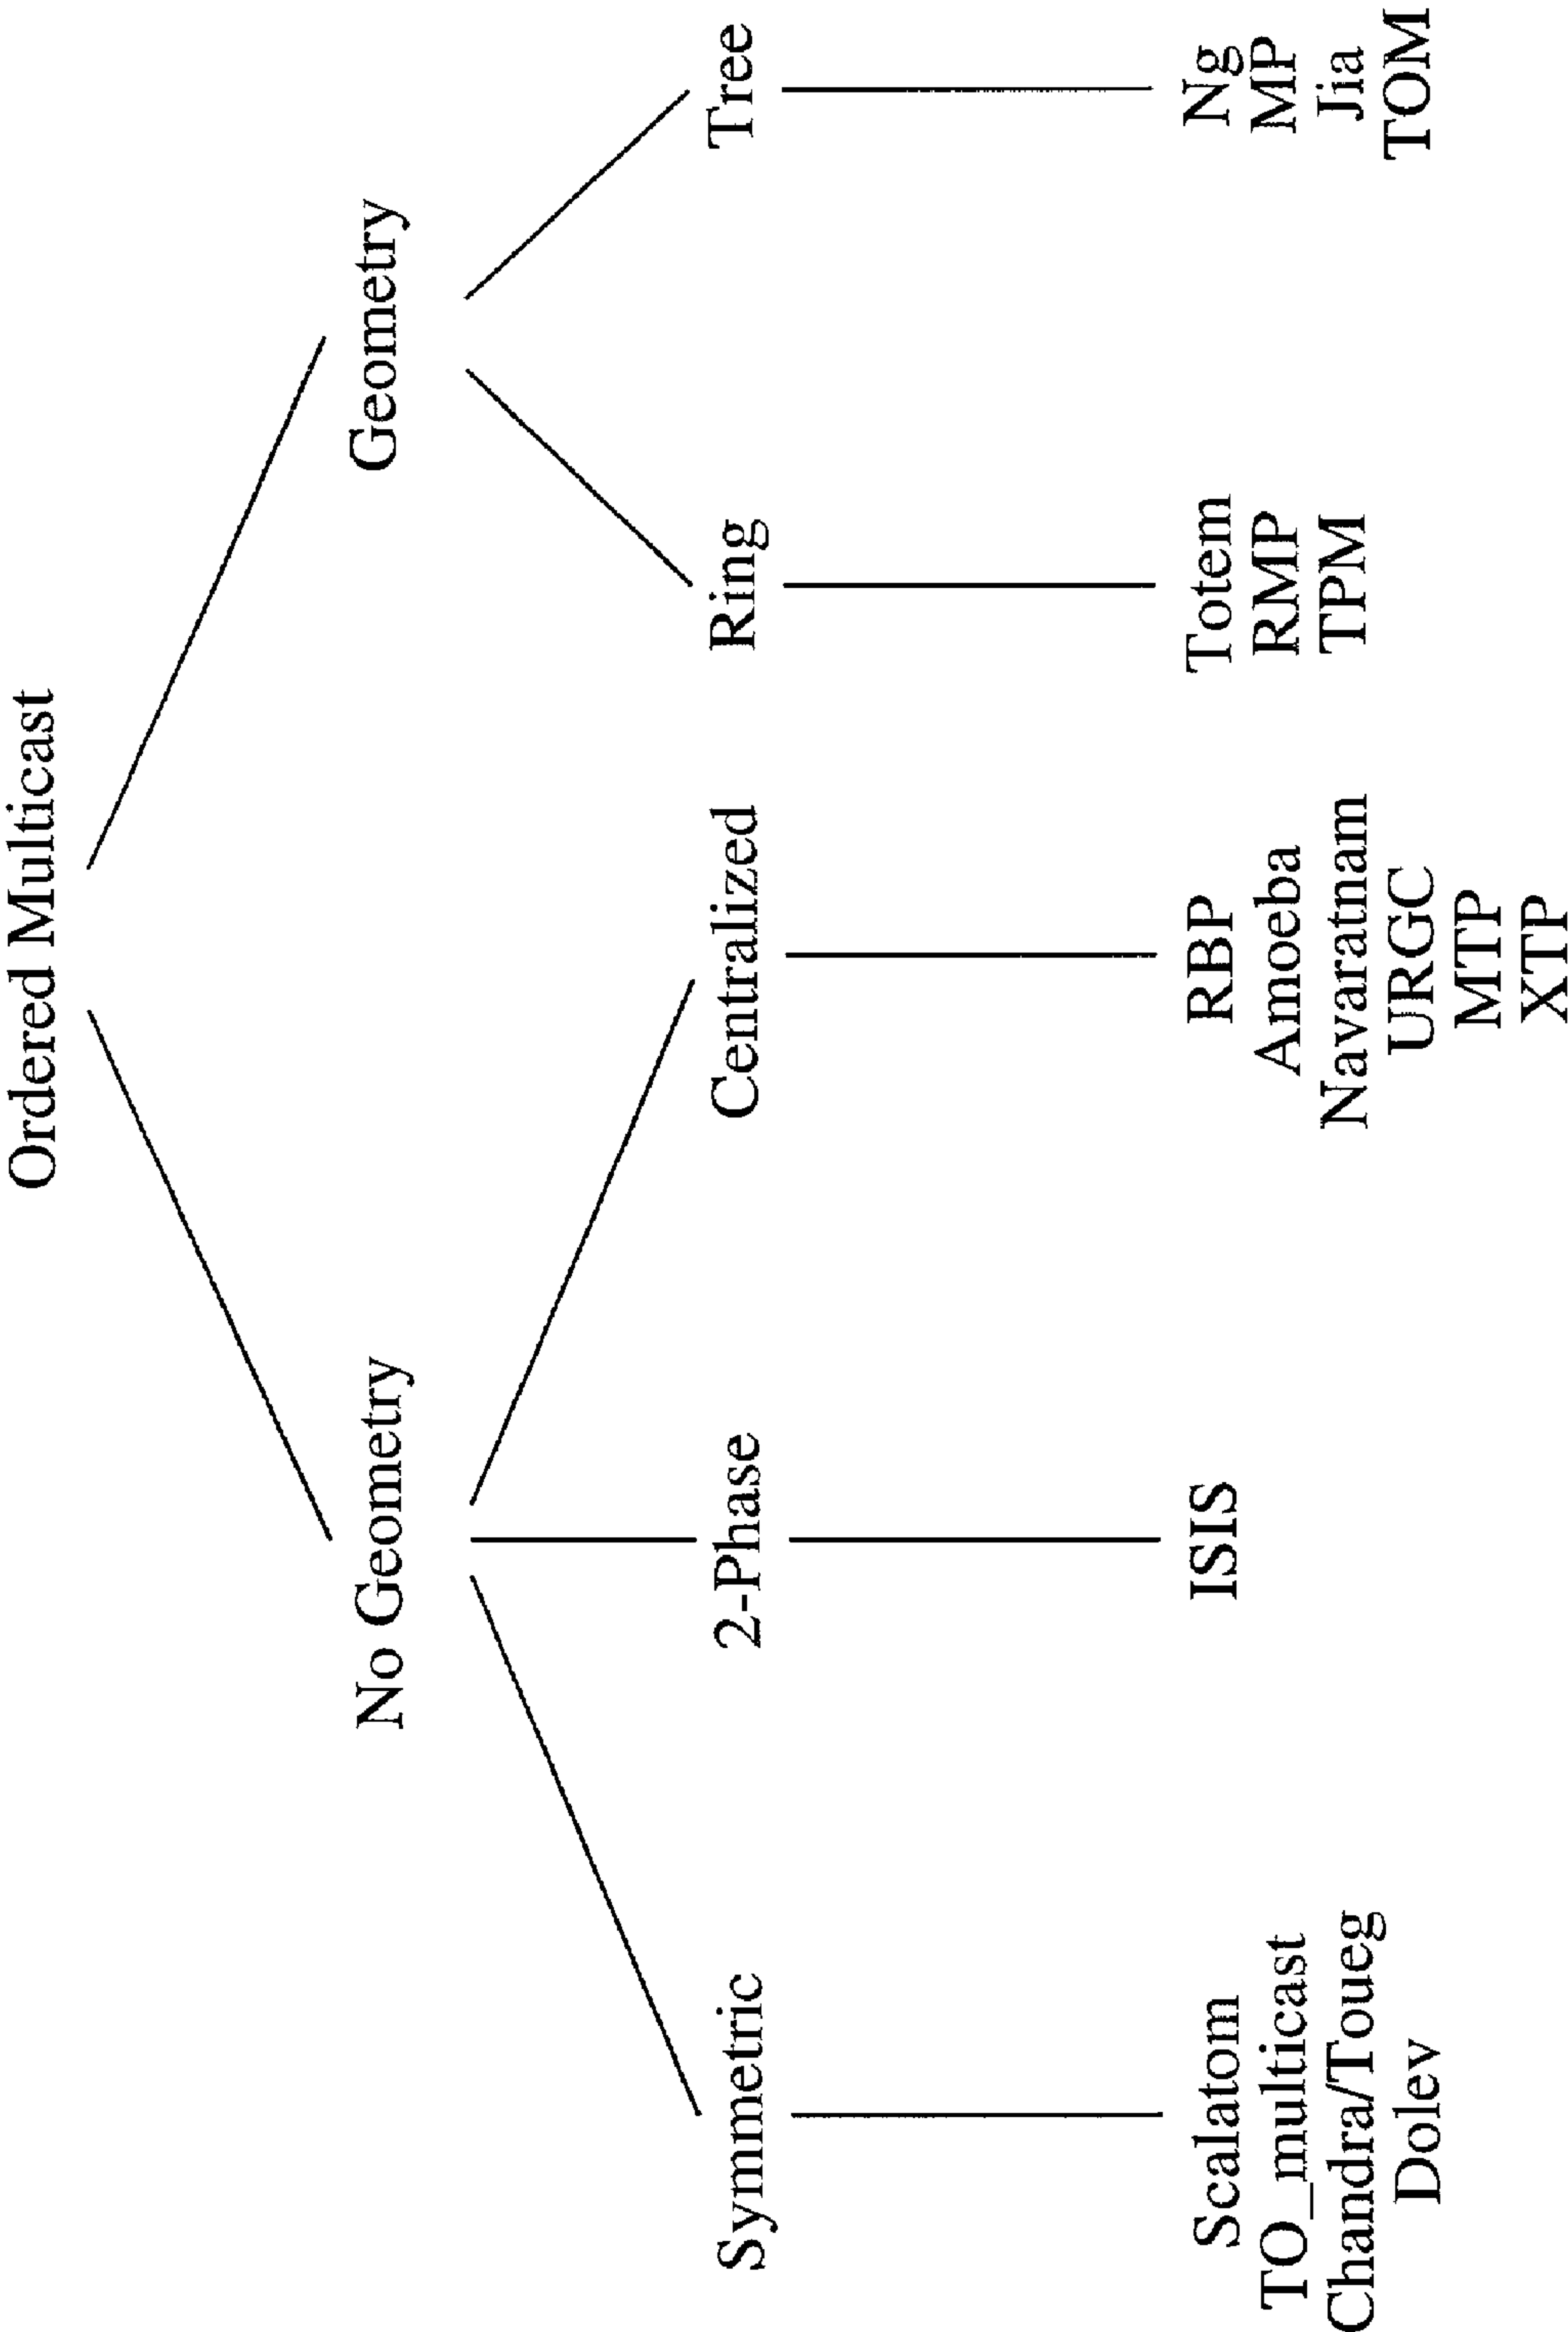 Ordered Multicast
No Geometry
Geometry
Symmetric
2-Phase
Centralized
Ring
Tree
Scalatom
TO_multicast
Chandra/Toueg
Dolev
ISIS
RBP
Amoeba
Navaratnam
URGC
MTP
XTP
Totem
RMP
TPM
Ng
MP
Jia
TOM